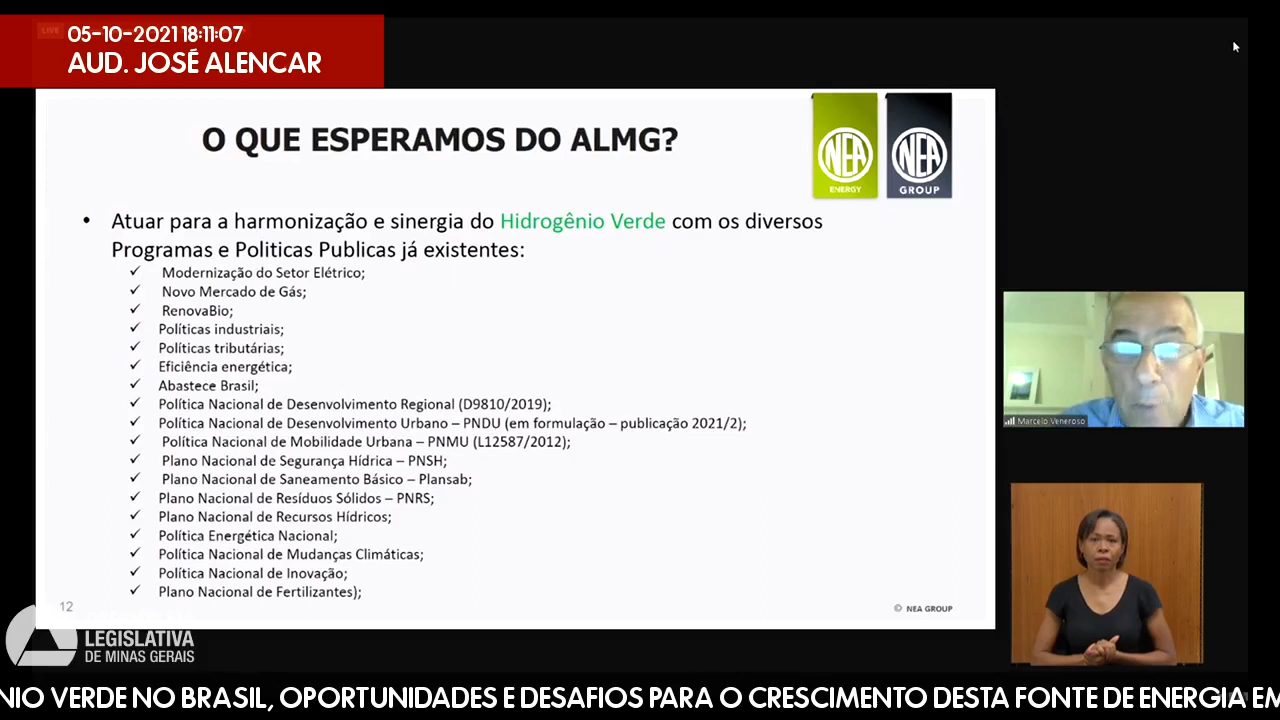 LIVE
05-10-2021 18:11:07
AUD. JOSÉ ALENCAR
O QUE ESPERAMOS DO ALMG?
NEA
ENERGY
NEA
GROUP
• Atuar para a harmonização e sinergia do Hidrogênio Verde com os diversos
Programas e Politicas Publicas já existentes:
✓ Modernização do Setor Elétrico;
✓ Novo Mercado de Gás;
✓ RenovaBio;
✓ Políticas industriais;
✓ Políticas tributárias;
✓ Eficiência energética;
✓ Abastece Brasil;
✓ Política Nacional de Desenvolvimento Regional (D9810/2019);
✓ Política Nacional de Desenvolvimento Urbano – PNDU (em formulação – publicação 2021/2);
✓ Política Nacional de Mobilidade Urbana – PNMU (L12587/2012);
✓ Plano Nacional de Segurança Hídrica – PNSH;
✓ Plano Nacional de Saneamento Básico – Plansab;
✓ Plano Nacional de Resíduos Sólidos – PNRS;
✓ Plano Nacional de Recursos Hídricos;
✓ Política Energética Nacional;
✓ Política Nacional de Mudanças Climáticas;
✓ Política Nacional de Inovação;
✓ Plano Nacional de Fertilizantes);
12
© NEA GROUP
Marcelo Veneroso
LEGISLATIVA
DE MINAS GERAIS
NIO VERDE NO BRASIL, OPORTUNIDADES E DESAFIOS PARA O CRESCIMENTO DESTA FONTE DE ENERGIA EM